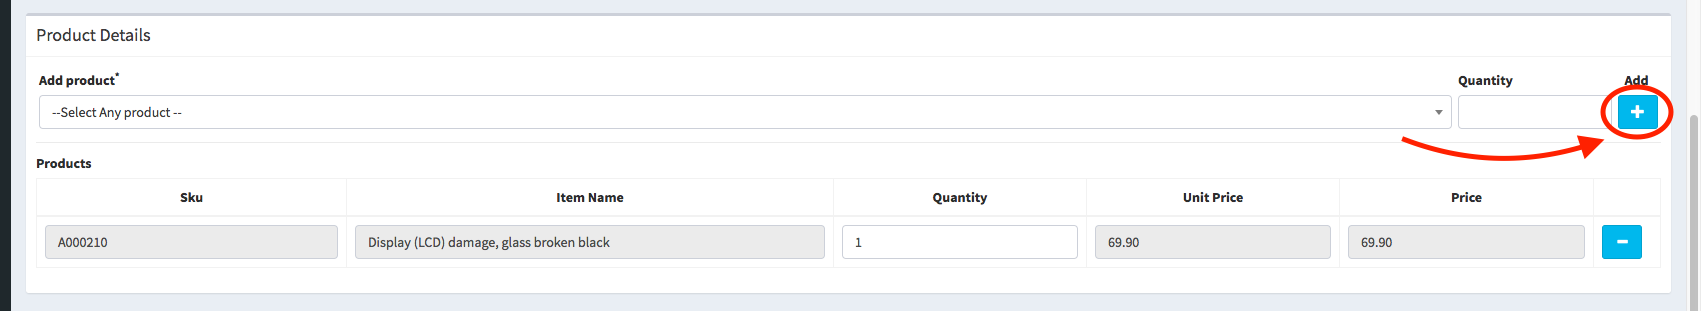 Product Details
Add product* Quantity Add
--Select Any product --
Products
Sku Item Name Quantity Unit Price Price
A000210 Display (LCD) damage, glass broken black 1 69.90 69.90